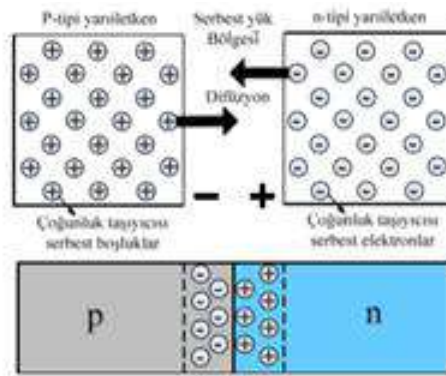 P-tipi yarıiletken
Serbest yük
Bölgesi
n-tipi yarıiletken
Difüzyon
- +
Çoğunluk taşıyıcısı
serbest boşluklar
Çoğunluk taşıyıcısı
serbest elektronlar
p
n